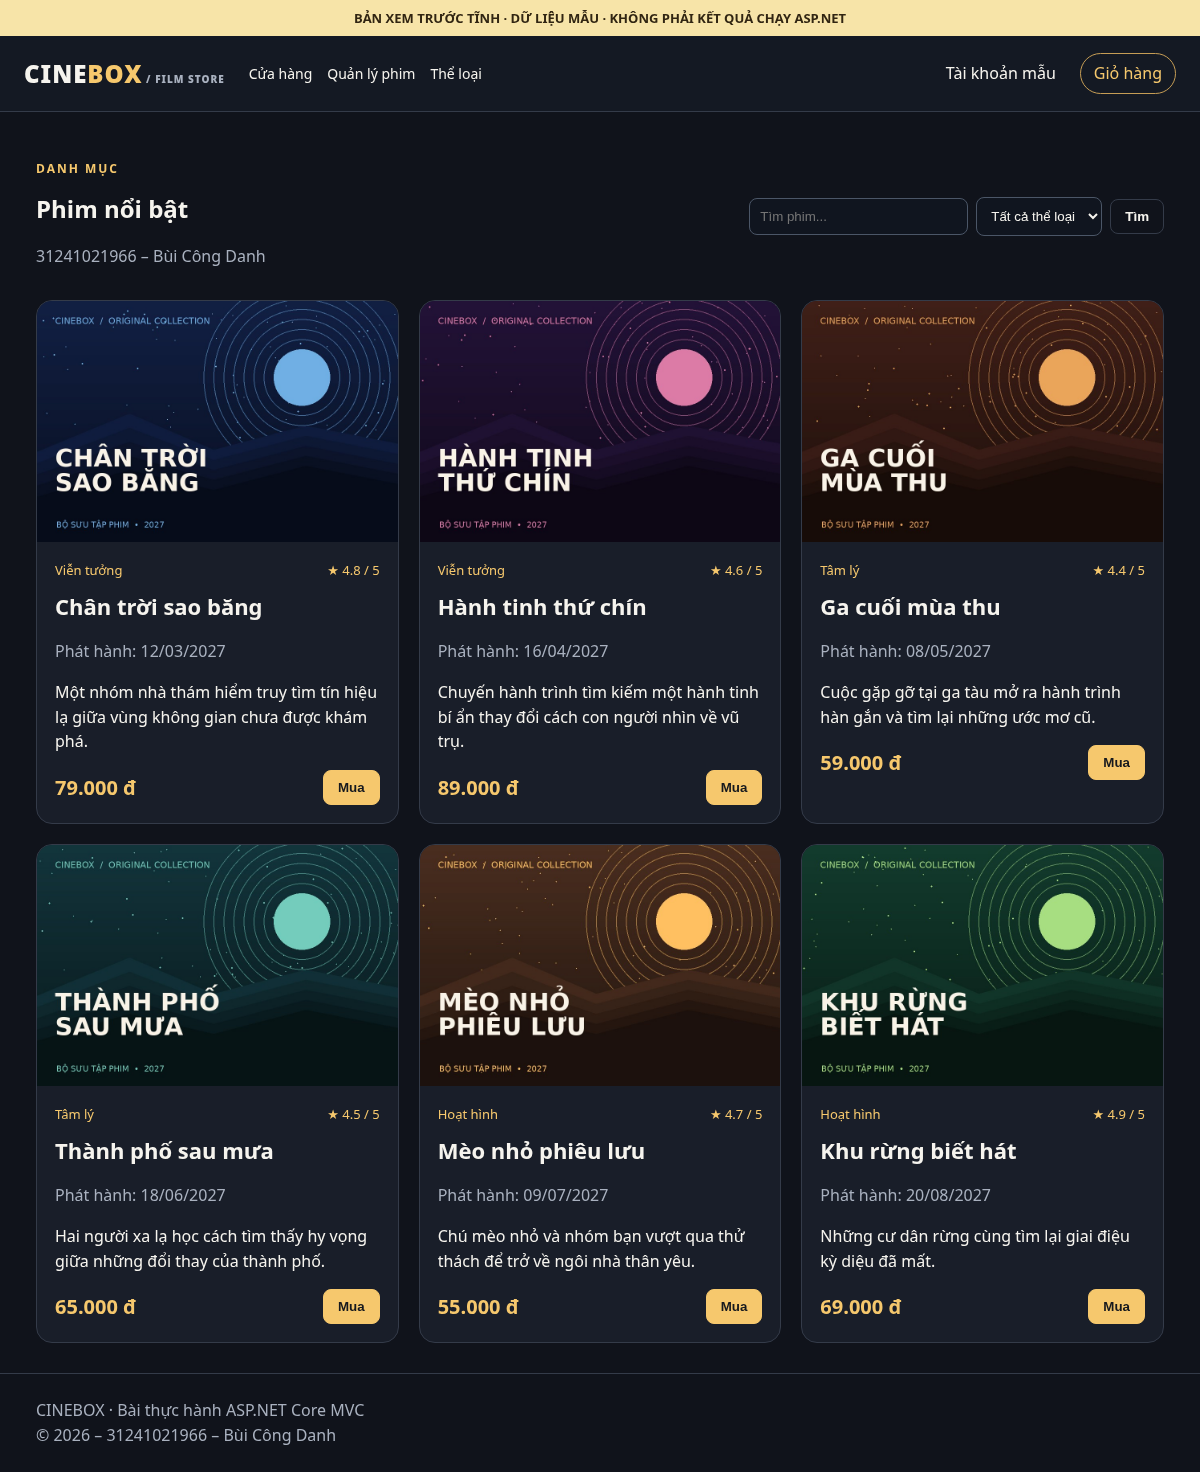 BẢN XEM TRƯỚC TĨNH · DỮ LIỆU MẪU · KHÔNG PHẢI KẾT QUẢ CHẠY ASP.NET
CINEBOX / FILM STORE
Cửa hàng
Quản lý phim
Thể loại
Tài khoản mẫu
Giỏ hàng
DANH MỤC
Phim nổi bật
Tìm phim...
Tất cả thể loại
Tìm
31241021966 – Bùi Công Danh
CINEBOX / ORIGINAL COLLECTION
CHÂN TRỜI
SAO BĂNG
BỘ SƯU TẬP PHIM • 2027
Viễn tưởng
★ 4.8 / 5
Chân trời sao băng
Phát hành: 12/03/2027
Một nhóm nhà thám hiểm truy tìm tín hiệu
lạ giữa vùng không gian chưa được khám
phá.
79.000 đ
Mua
CINEBOX / ORIGINAL COLLECTION
HÀNH TINH
THỨ CHÍN
BỘ SƯU TẬP PHIM • 2027
Viễn tưởng
★ 4.6 / 5
Hành tinh thứ chín
Phát hành: 16/04/2027
Chuyến hành trình tìm kiếm một hành tinh
bí ẩn thay đổi cách con người nhìn về vũ
trụ.
89.000 đ
Mua
CINEBOX / ORIGINAL COLLECTION
GA CUỐI
MÙA THU
BỘ SƯU TẬP PHIM • 2027
Tâm lý
★ 4.4 / 5
Ga cuối mùa thu
Phát hành: 08/05/2027
Cuộc gặp gỡ tại ga tàu mở ra hành trình
hàn gắn và tìm lại những ước mơ cũ.
59.000 đ
Mua
CINEBOX / ORIGINAL COLLECTION
THÀNH PHỐ
SAU MƯA
BỘ SƯU TẬP PHIM • 2027
Tâm lý
★ 4.5 / 5
Thành phố sau mưa
Phát hành: 18/06/2027
Hai người xa lạ học cách tìm thấy hy vọng
giữa những đổi thay của thành phố.
65.000 đ
Mua
CINEBOX / ORIGINAL COLLECTION
MÈO NHỎ
PHIÊU LƯU
BỘ SƯU TẬP PHIM • 2027
Hoạt hình
★ 4.7 / 5
Mèo nhỏ phiêu lưu
Phát hành: 09/07/2027
Chú mèo nhỏ và nhóm bạn vượt qua thử
thách để trở về ngôi nhà thân yêu.
55.000 đ
Mua
CINEBOX / ORIGINAL COLLECTION
KHU RỪNG
BIẾT HÁT
BỘ SƯU TẬP PHIM • 2027
Hoạt hình
★ 4.9 / 5
Khu rừng biết hát
Phát hành: 20/08/2027
Những cư dân rừng cùng tìm lại giai điệu
kỳ diệu đã mất.
69.000 đ
Mua
CINEBOX · Bài thực hành ASP.NET Core MVC
© 2026 – 31241021966 – Bùi Công Danh